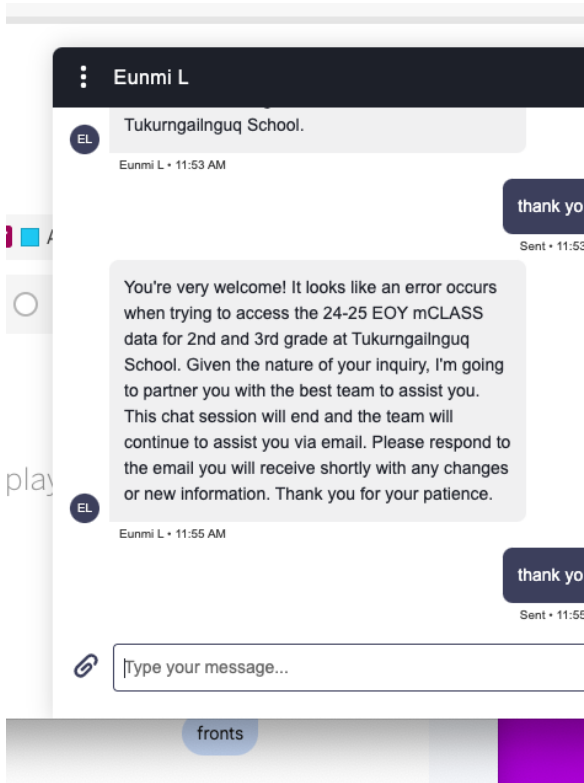 Eunmi L
Tukurngailnguq School.
EL
Eunmi L • 11:53 AM
thank yo
Sent • 11:53
You're very welcome! It looks like an error occurs
when trying to access the 24-25 EOY mCLASS
data for 2nd and 3rd grade at Tukurngailnguq
School. Given the nature of your inquiry, I'm going
to partner you with the best team to assist you.
This chat session will end and the team will
continue to assist you via email. Please respond to
the email you will receive shortly with any changes
or new information. Thank you for your patience.
play
EL
Eunmi L • 11:55 AM
thank yo
Sent • 11:55
Type your message...
fronts